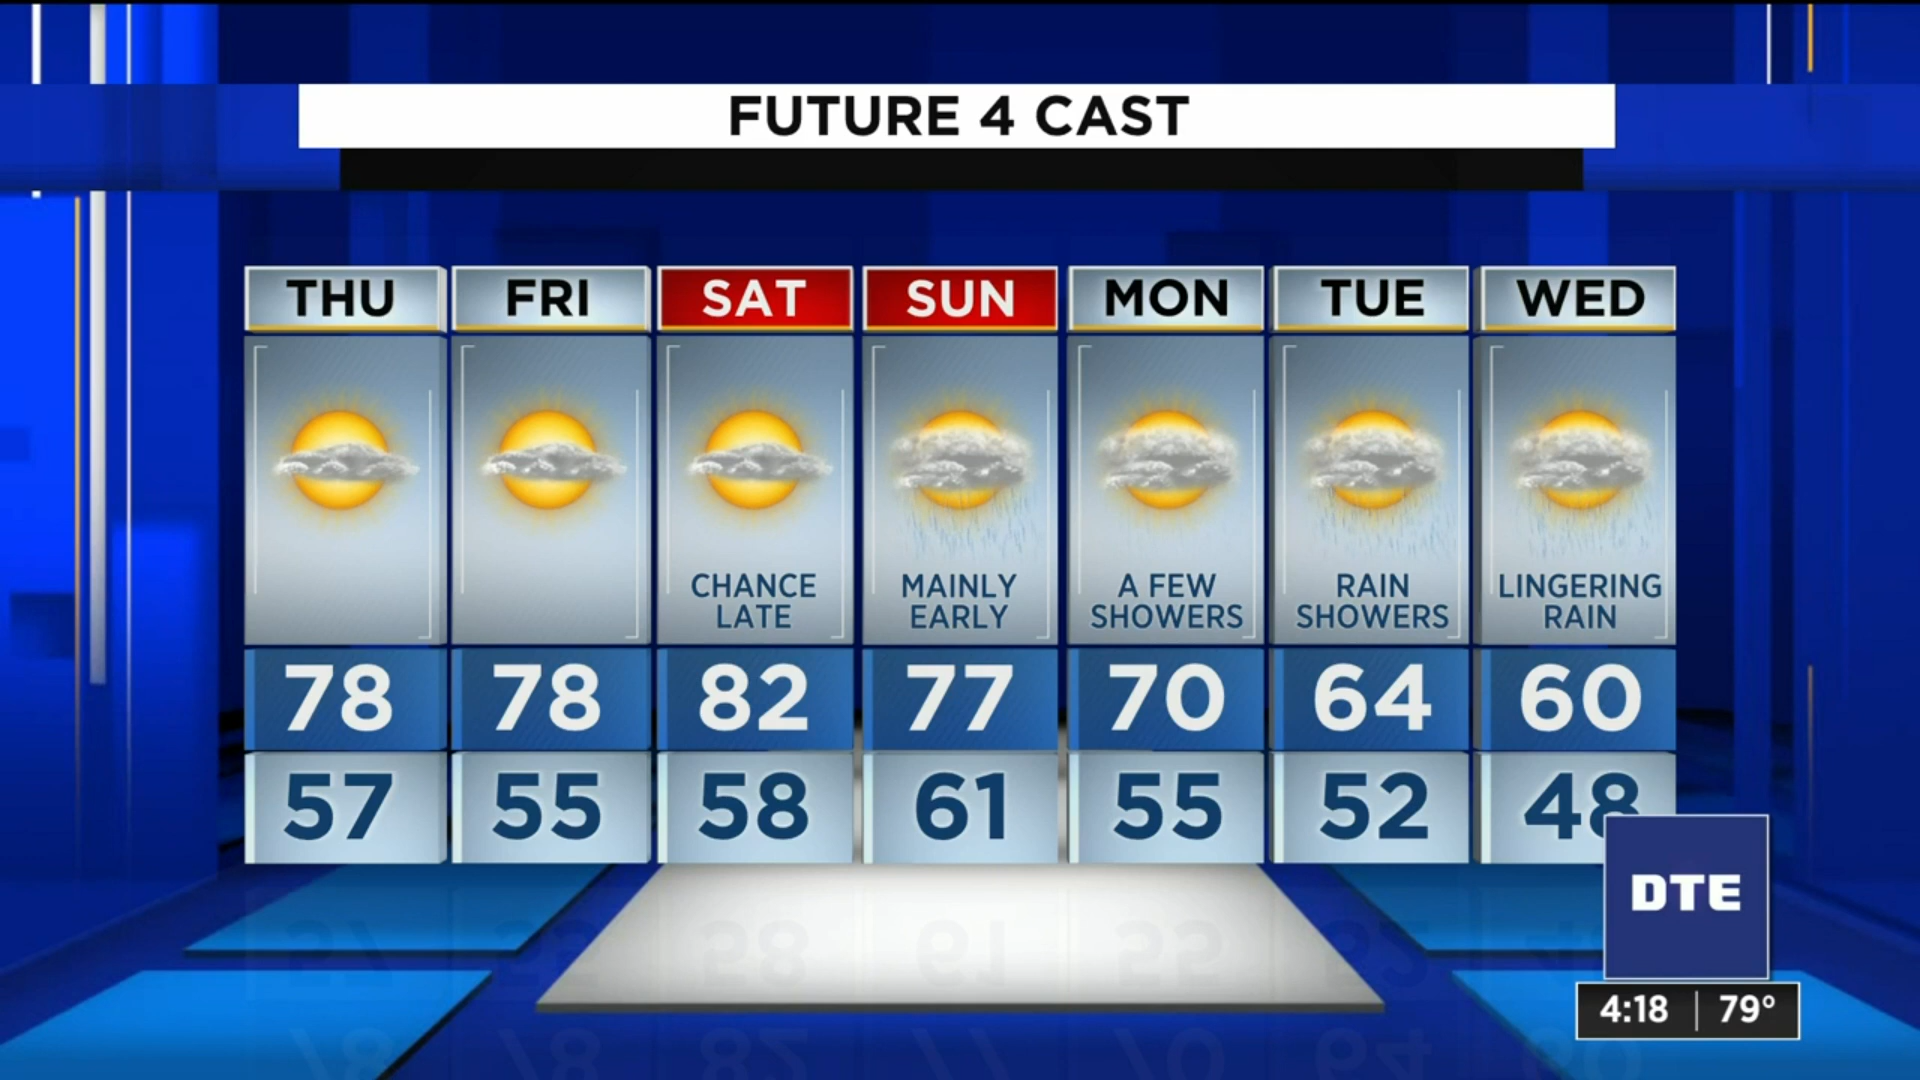 FUTURE 4 CAST
THU FRI SAT SUN MON TUE WED
CHANCE LATE
MAINLY EARLY
A FEW SHOWERS
RAIN SHOWERS
LINGERING RAIN
78 78 82 77 70 64 60
57 55 58 61 55 52 48
DTE
4:18 79°